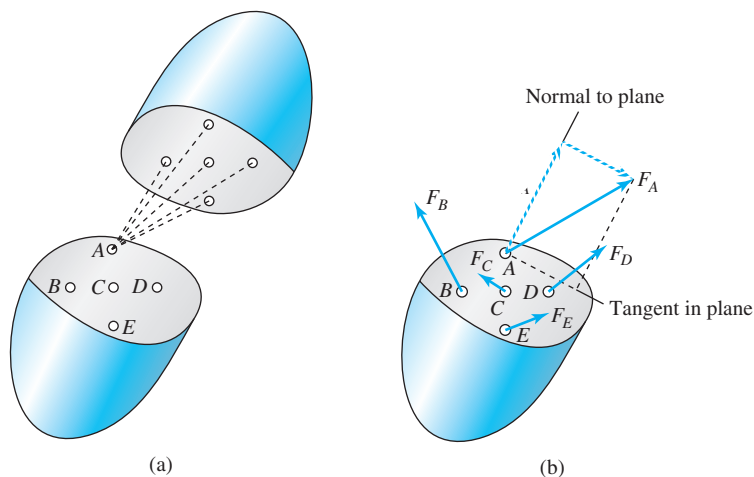 A
B
C
D
E
(a)
Normal to plane
F_A
F_B
F_D
F_C
A
B
C
D
E
F_E
Tangent in plane
(b)